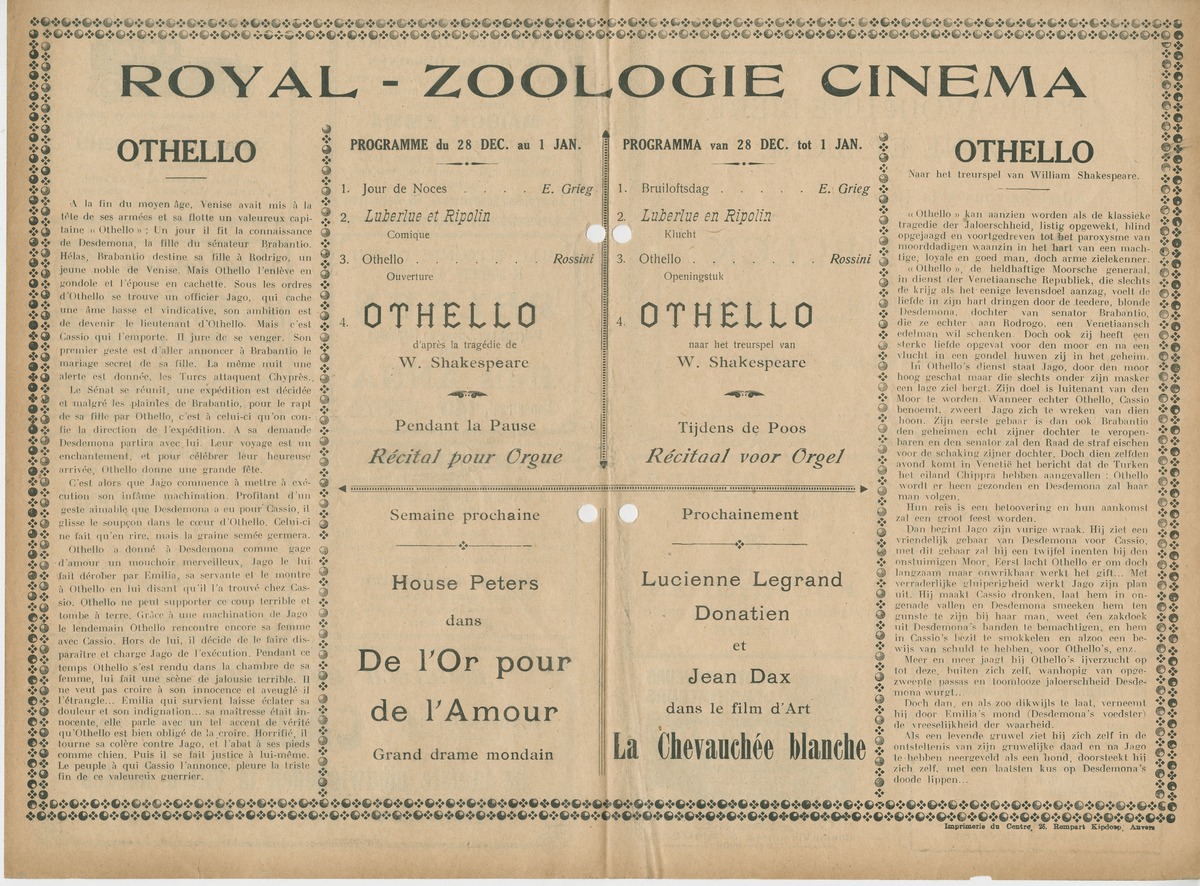 ROYAL - ZOOLOGIE CINEMA
OTHELLO
A la fin du moyen âge, Venise avait mis à la
tête de ses armées et sa flotte un valeureux capi-
taine « Othello » ; Un jour il fit la connaissance
de Desdemona, la fille du sénateur Brabantio.
Hélas, Brabantio destine sa fille à Rodrigo, un
jeune noble de Venise. Mais Othello l'enlève en
gondole et l'épouse en cachette. Sous les ordres
d'Othello se trouve un officier Jago, qui cache
une âme basse et vindicative, son ambition est
de devenir le lieutenant d'Othello. Mais c'est
Cassio qui l'emporte. Il jure de se venger. Son
premier geste est d'aller annoncer à Brabantio le
mariage secret de sa fille. La même nuit une
alerte est donnée, les Turcs attaquent Chyprès.
Le Sénat se réunit, une expédition est décidée
et malgré les plaintes de Brabantio, pour le rapt
de sa fille par Othello, c'est à celui-ci qu'on con-
fie la direction de l'expédition. A sa demande
Desdemona partira avec lui. Leur voyage est un
enchantement, et pour célébrer leur heureuse
arrivée, Othello donne une grande fête.
C'est alors que Jago commence à mettre à exé-
cution son infâme machination. Profitant d'un
geste aimable que Desdemona a eu pour Cassio, il
glisse le soupçon dans le cœur d'Othello. Celui-ci
ne fait qu'en rire, mais la graine semée germera.
Othello a donné à Desdemona comme gage
d'amour un mouchoir merveilleux, Jago le lui
fait dérober par Emilia, sa servante et le montre
à Othello en lui disant qu'il l'a trouvé chez Cas-
sio. Othello ne peut supporter ce coup terrible et
tombe à terre. Grâce à une machination de Jago
le lendemain Othello rencontre encore sa femme
avec Cassio. Hors de lui, il décide de le faire dis-
paraître et charge Jago de l'exécution. Pendant ce
temps Othello s'est rendu dans la chambre de sa
femme, lui fait une scène de jalousie terrible. Il
ne veut pas croire à son innocence et aveuglé il
l'étrangle... Emilia qui survient laisse éclater sa
douleur et son indignation... sa maîtresse était in-
nocente, elle parle avec un tel accent de vérité
qu'Othello est bien obligé de la croire. Horrifié, il
tourne sa colère contre Jago, et l'abat à ses pieds
comme chien. Puis il se fait justice à lui-même.
Le peuple à qui Cassio l'annonce, pleure la triste
fin de ce valeureux guerrier.
PROGRAMME du 28 DEC. au 1 JAN.
1. Jour de Noces . . . . E. Grieg
2. Luberlue et Ripolin
Comique
3. Othello . . . . . . . Rossini
Ouverture
4. OTHELLO
d'après la tragédie de
W. Shakespeare
Pendant la Pause
Récital pour Orgue
Semaine prochaine
House Peters
dans
De l'Or pour
de l'Amour
Grand drame mondain
PROGRAMMA van 28 DEC. tot 1 JAN.
1. Bruiloftsdag . . . . . . E. Grieg
2. Luberlue en Ripolin
Klucht
3. Othello . . . . . . . Rossini
Openingstuk
4. OTHELLO
naar het treurspel van
W. Shakespeare
Tijdens de Poos
Récitaal voor Orgel
Prochainement
Lucienne Legrand
Donatien
et
Jean Dax
dans le film d'Art
La Chevauchée blanche
OTHELLO
Naar het treurspel van William Shakespeare.
« Othello » kan aanzien worden als de klassieke
tragedie der Jaloerscheid, listig opgewekt, blind
opgejaagd en voortgedreven tot het paroxysme van
moorddadigen waanzin in het hart van een mach-
tige, loyale en goed man, doch arme zielekenner.
« Othello », de heldhaftige Moorsche generaal,
in dienst der Venetiaansche Republiek, die slechts
de krijg als het eenige levensdoel aanzag, voelt de
liefde in zijn hart dringen door de teedere, blonde
Desdemona, dochter van senator Brabantio,
die ze echter aan Rodrogo, een Venetiaansch
edelman wil schenken. Doch ook zij heeft een
sterke liefde opgevat voor den moor en na een
vlucht in een gondel huwen zij in het geheim.
In Othello's dienst staat Jago, door den moor
hoog geschat maar die slechts onder zijn masker
een lage ziel bergt. Zijn doel is luitenant van den
Moor te worden. Wanneer echter Othello, Cassio
benoemt, zweert Jago zich te wreken van dien
hoon. Zijn eerste gebaar is dan ook Brabantio
den geheimen echt zijner dochter te veropen-
baren en den senator zal den Raad de straf eischen
voor de schaking zijner dochter. Doch dien zelfden
avond komt in Venetië het bericht dat de Turken
het eiland Chippra hebben aangevallen : Othello
wordt er heen gezonden en Desdemona zal haar
man volgen.
Hun reis is een betoovering en hun aankomst
zal een groot feest worden.
Dan begint Jago zijn vurige wraak. Hij ziet een
vriendelijk gebaar van Desdemona voor Cassio,
met dit gebaar zal hij een twijfel inenten bij den
onstuimigen Moor. Eerst lacht Othello er om doch
langzaam maar onwrikbaar werkt het gift... Met
verraderlijke gluiperigheid werkt Jago zijn plan
uit. Hij maakt Cassio dronken, laat hem in on-
genade vallen en Desdemona smeeken hem ten
gunste te zijn bij haar man, weet één zakdoek
uit Desdemona's handen te bemachtigen, en hem
in Cassio's bezit te smokkelen en alzoo een be-
wijs van schuld te hebben, voor Othello's, enz.
Meer en meer jaagt hij Othello's ijverzucht op
tot deze, buiten zich zelf, wanhopig van opge-
zweepte passas en toomlooze jaloerscheid Desde-
mona wurgt..
Doch dan, en als zoo dikwijls te laat, verneemt
hij door Emilia's mond (Desdemona's voedster)
de vreeselijkheid der waarheid.
Als een levende gruwel ziet hij zich zelf in de
ontsteltenis van zijn gruwelijke daad en na Jago
te hebben neergeveld als een hond, doorsteekt hij
zich zelf, met een laatsten kus op Desdemona's
doode lippen...
Imprimerie du Centre, 26, Rempart Kipdorp, Anvers